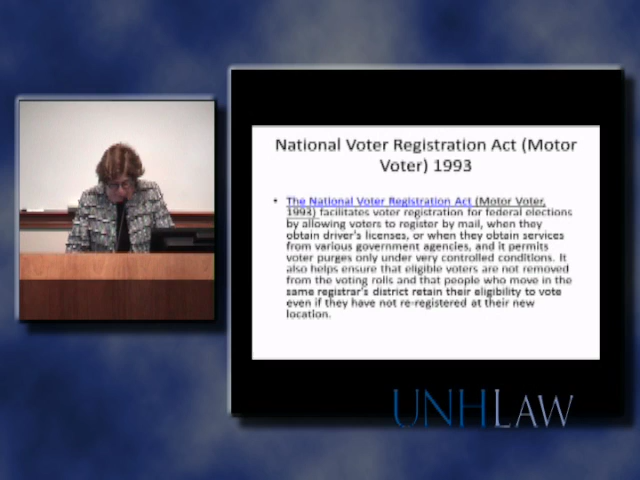 National Voter Registration Act (Motor
Voter) 1993
• The National Voter Registration Act (Motor Voter,
1993) facilitates voter registration for federal elections
by allowing voters to register by mail, when they
obtain driver's licenses, or when they obtain services
from various government agencies, and it permits
voter purges only under very controlled conditions. It
also helps ensure that eligible voters are not removed
from the voting rolls and that people who move in the
same registrar's district retain their eligibility to vote
even if they have not re-registered at their new
location.
UNHLAW